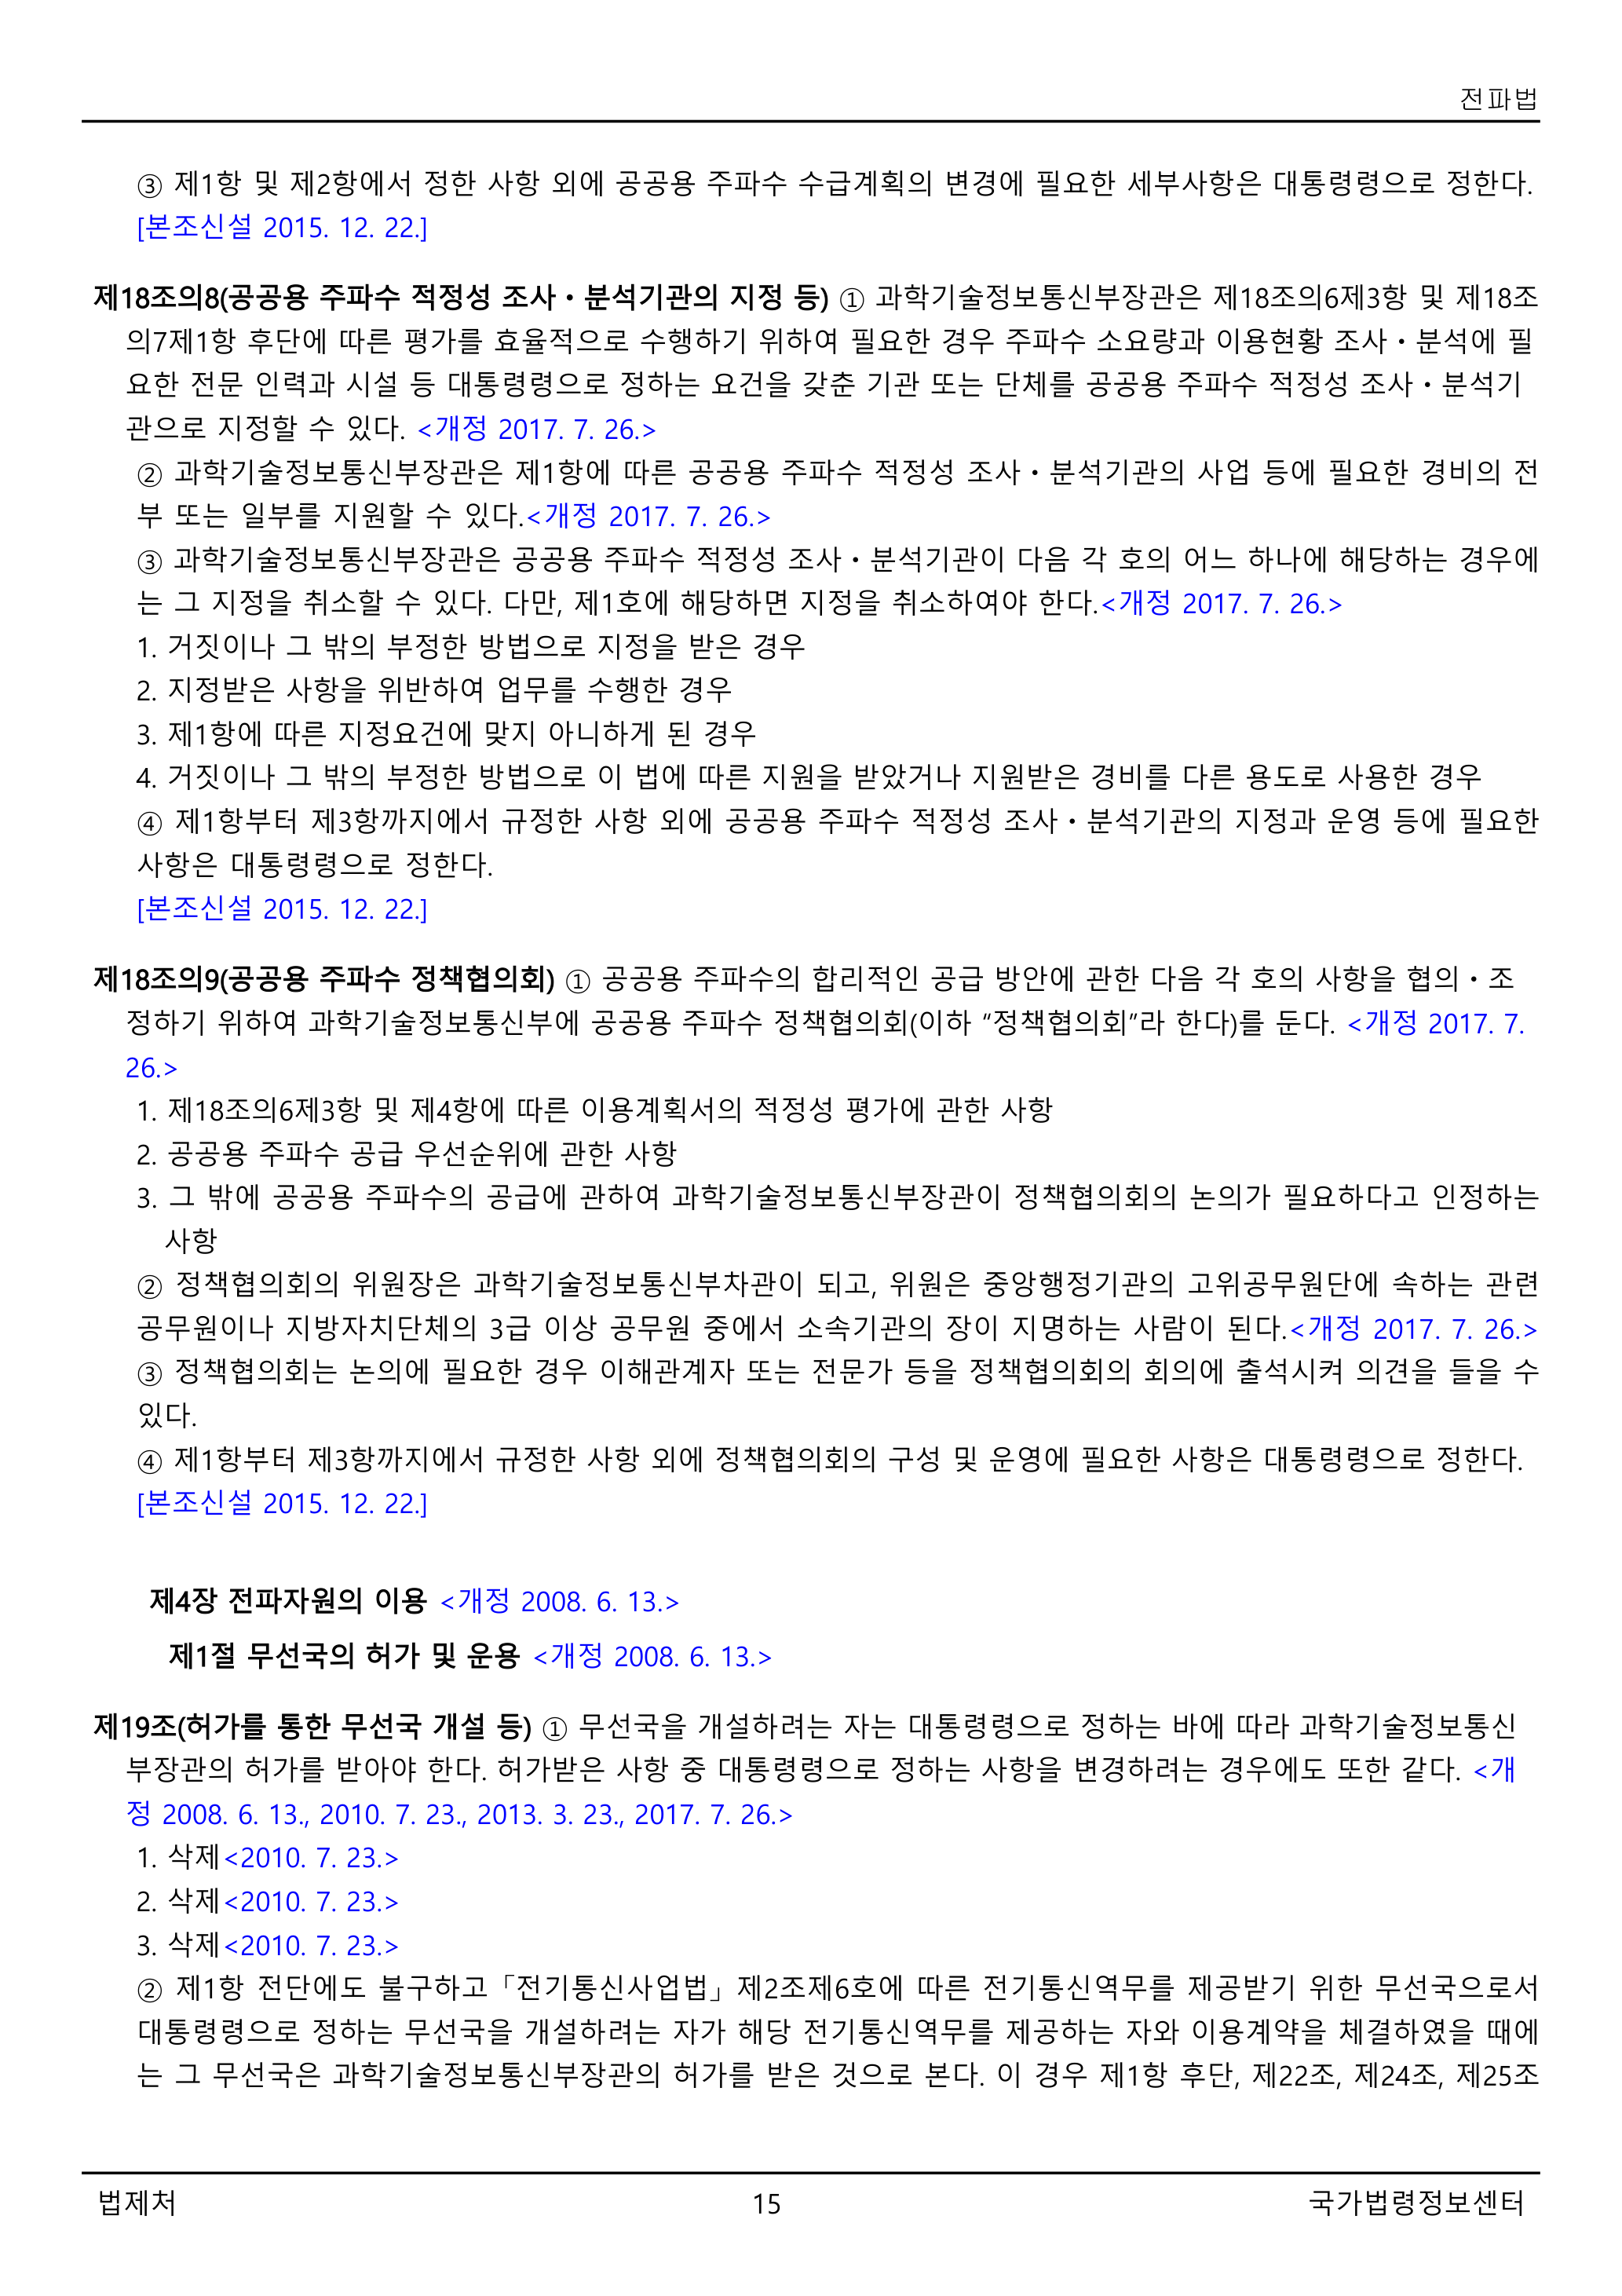 전파법
③ 제1항 및 제2항에서 정한 사항 외에 공공용 주파수 수급계획의 변경에 필요한 세부사항은 대통령령으로 정한다.
[본조신설 2015. 12. 22.]
제18조의8(공공용 주파수 적정성 조사ㆍ분석기관의 지정 등) ① 과학기술정보통신부장관은 제18조의6제3항 및 제18조
의7제1항 후단에 따른 평가를 효율적으로 수행하기 위하여 필요한 경우 주파수 소요량과 이용현황 조사ㆍ분석에 필
요한 전문 인력과 시설 등 대통령령으로 정하는 요건을 갖춘 기관 또는 단체를 공공용 주파수 적정성 조사ㆍ분석기
관으로 지정할 수 있다. <개정 2017. 7. 26.>
② 과학기술정보통신부장관은 제1항에 따른 공공용 주파수 적정성 조사ㆍ분석기관의 사업 등에 필요한 경비의 전
부 또는 일부를 지원할 수 있다.<개정 2017. 7. 26.>
③ 과학기술정보통신부장관은 공공용 주파수 적정성 조사ㆍ분석기관이 다음 각 호의 어느 하나에 해당하는 경우에
는 그 지정을 취소할 수 있다. 다만, 제1호에 해당하면 지정을 취소하여야 한다.<개정 2017. 7. 26.>
1. 거짓이나 그 밖의 부정한 방법으로 지정을 받은 경우
2. 지정받은 사항을 위반하여 업무를 수행한 경우
3. 제1항에 따른 지정요건에 맞지 아니하게 된 경우
4. 거짓이나 그 밖의 부정한 방법으로 이 법에 따른 지원을 받았거나 지원받은 경비를 다른 용도로 사용한 경우
④ 제1항부터 제3항까지에서 규정한 사항 외에 공공용 주파수 적정성 조사ㆍ분석기관의 지정과 운영 등에 필요한
사항은 대통령령으로 정한다.
[본조신설 2015. 12. 22.]
제18조의9(공공용 주파수 정책협의회) ① 공공용 주파수의 합리적인 공급 방안에 관한 다음 각 호의 사항을 협의ㆍ조
정하기 위하여 과학기술정보통신부에 공공용 주파수 정책협의회(이하 “정책협의회”라 한다)를 둔다. <개정 2017. 7.
26.>
1. 제18조의6제3항 및 제4항에 따른 이용계획서의 적정성 평가에 관한 사항
2. 공공용 주파수 공급 우선순위에 관한 사항
3. 그 밖에 공공용 주파수의 공급에 관하여 과학기술정보통신부장관이 정책협의회의 논의가 필요하다고 인정하는
사항
② 정책협의회의 위원장은 과학기술정보통신부차관이 되고, 위원은 중앙행정기관의 고위공무원단에 속하는 관련
공무원이나 지방자치단체의 3급 이상 공무원 중에서 소속기관의 장이 지명하는 사람이 된다.<개정 2017. 7. 26.>
③ 정책협의회는 논의에 필요한 경우 이해관계자 또는 전문가 등을 정책협의회의 회의에 출석시켜 의견을 들을 수
있다.
④ 제1항부터 제3항까지에서 규정한 사항 외에 정책협의회의 구성 및 운영에 필요한 사항은 대통령령으로 정한다.
[본조신설 2015. 12. 22.]
제4장 전파자원의 이용 <개정 2008. 6. 13.>
제1절 무선국의 허가 및 운용 <개정 2008. 6. 13.>
제19조(허가를 통한 무선국 개설 등) ① 무선국을 개설하려는 자는 대통령령으로 정하는 바에 따라 과학기술정보통신
부장관의 허가를 받아야 한다. 허가받은 사항 중 대통령령으로 정하는 사항을 변경하려는 경우에도 또한 같다. <개
정 2008. 6. 13., 2010. 7. 23., 2013. 3. 23., 2017. 7. 26.>
1. 삭제<2010. 7. 23.>
2. 삭제<2010. 7. 23.>
3. 삭제<2010. 7. 23.>
② 제1항 전단에도 불구하고「전기통신사업법」제2조제6호에 따른 전기통신역무를 제공받기 위한 무선국으로서
대통령령으로 정하는 무선국을 개설하려는 자가 해당 전기통신역무를 제공하는 자와 이용계약을 체결하였을 때에
는 그 무선국은 과학기술정보통신부장관의 허가를 받은 것으로 본다. 이 경우 제1항 후단, 제22조, 제24조, 제25조
법제처
15
국가법령정보센터